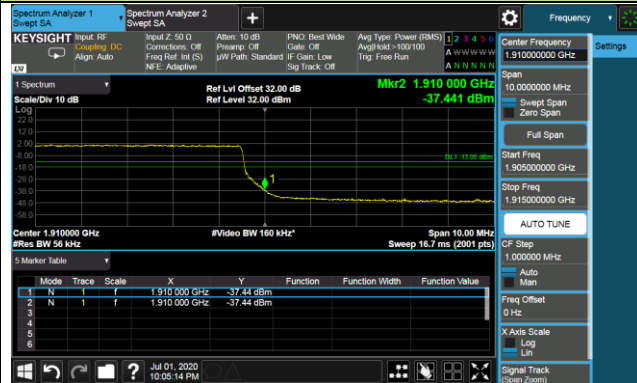 Spectrum Analyzer 1
Swept SA
Spectrum Analyzer 2
Swept SA
Frequency
KEYSIGHT
Input: RF
Coupling: DC
Align: Auto
Input Z: 50 Ω
Corrections: Off
Freq Ref: Int (S)
NFE: Adaptive
Atten: 10 dB
Preamp: Off
µW Path: Standard
PNO: Best Wide
Gate: Off
IF Gain: Low
Sig Track: Off
Avg Type: Power (RMS)
Avg|Hold >100/100
Trig: Free Run
1 2 3 4 5 6
A W W W W W
A N N N N N
LXI
1 Spectrum
Scale/Div 10 dB
Ref Lvl Offset 32.00 dB
Ref Level 32.00 dBm
Mkr2 1.910 000 GHz
-37.441 dBm
Log
22.0
12.0
2.00
-8.00
-18.0
-28.0
-38.0
-48.0
-58.0
DL1 -13.00 dBm
1
Center 1.910000 GHz
#Res BW 56 kHz
#Video BW 160 kHz*
Span 10.00 MHz
Sweep 16.7 ms (2001 pts)
5 Marker Table
Mode Trace Scale X Y Function Function Width Function Value
1 N 1 f 1.910 000 GHz -37.44 dBm
2 N 1 f 1.910 000 GHz -37.44 dBm
3
4
5
6
?
Jul 01, 2020
10:05:14 PM
Center Frequency
1.910000000 GHz
Settings
Span
10.0000000 MHz
Swept Span
Zero Span
Full Span
Start Freq
1.905000000 GHz
Stop Freq
1.915000000 GHz
AUTO TUNE
CF Step
1.000000 MHz
Auto
Man
Freq Offset
0 Hz
X Axis Scale
Log
Lin
Signal Track
(Span Zoom)